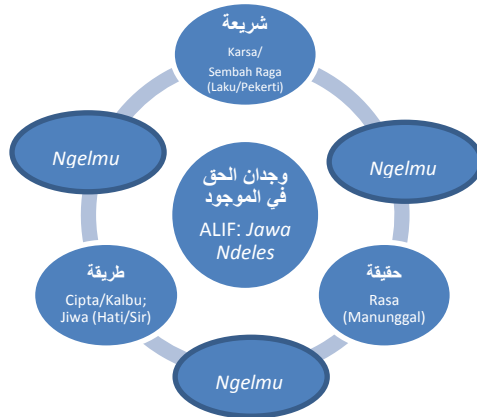 شريعة
Karsa/
Sembah Raga
(Laku/Pekerti)
Ngelmu
Ngelmu
وجدان الحق
في الموجود
ALIF: Jawa
Ndeles
طريقة
Cipta/Kalbu;
Jiwa (Hati/Sir)
حقيقة
Rasa
(Manunggal)
Ngelmu